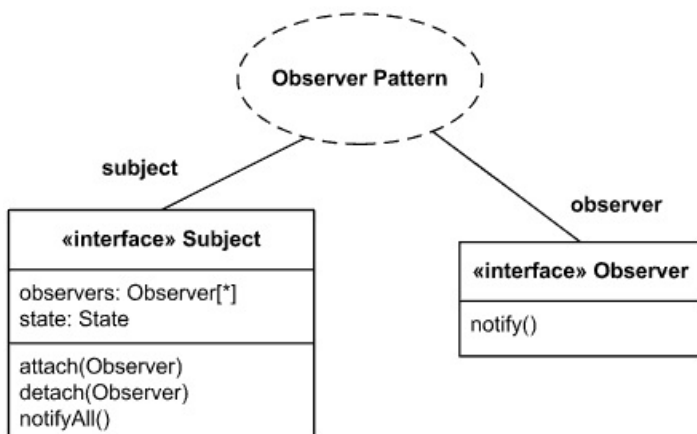 Observer Pattern
subject
observer
«interface» Subject
observers: Observer[*]
state: State
attach(Observer)
detach(Observer)
notifyAll()
«interface» Observer
notify()